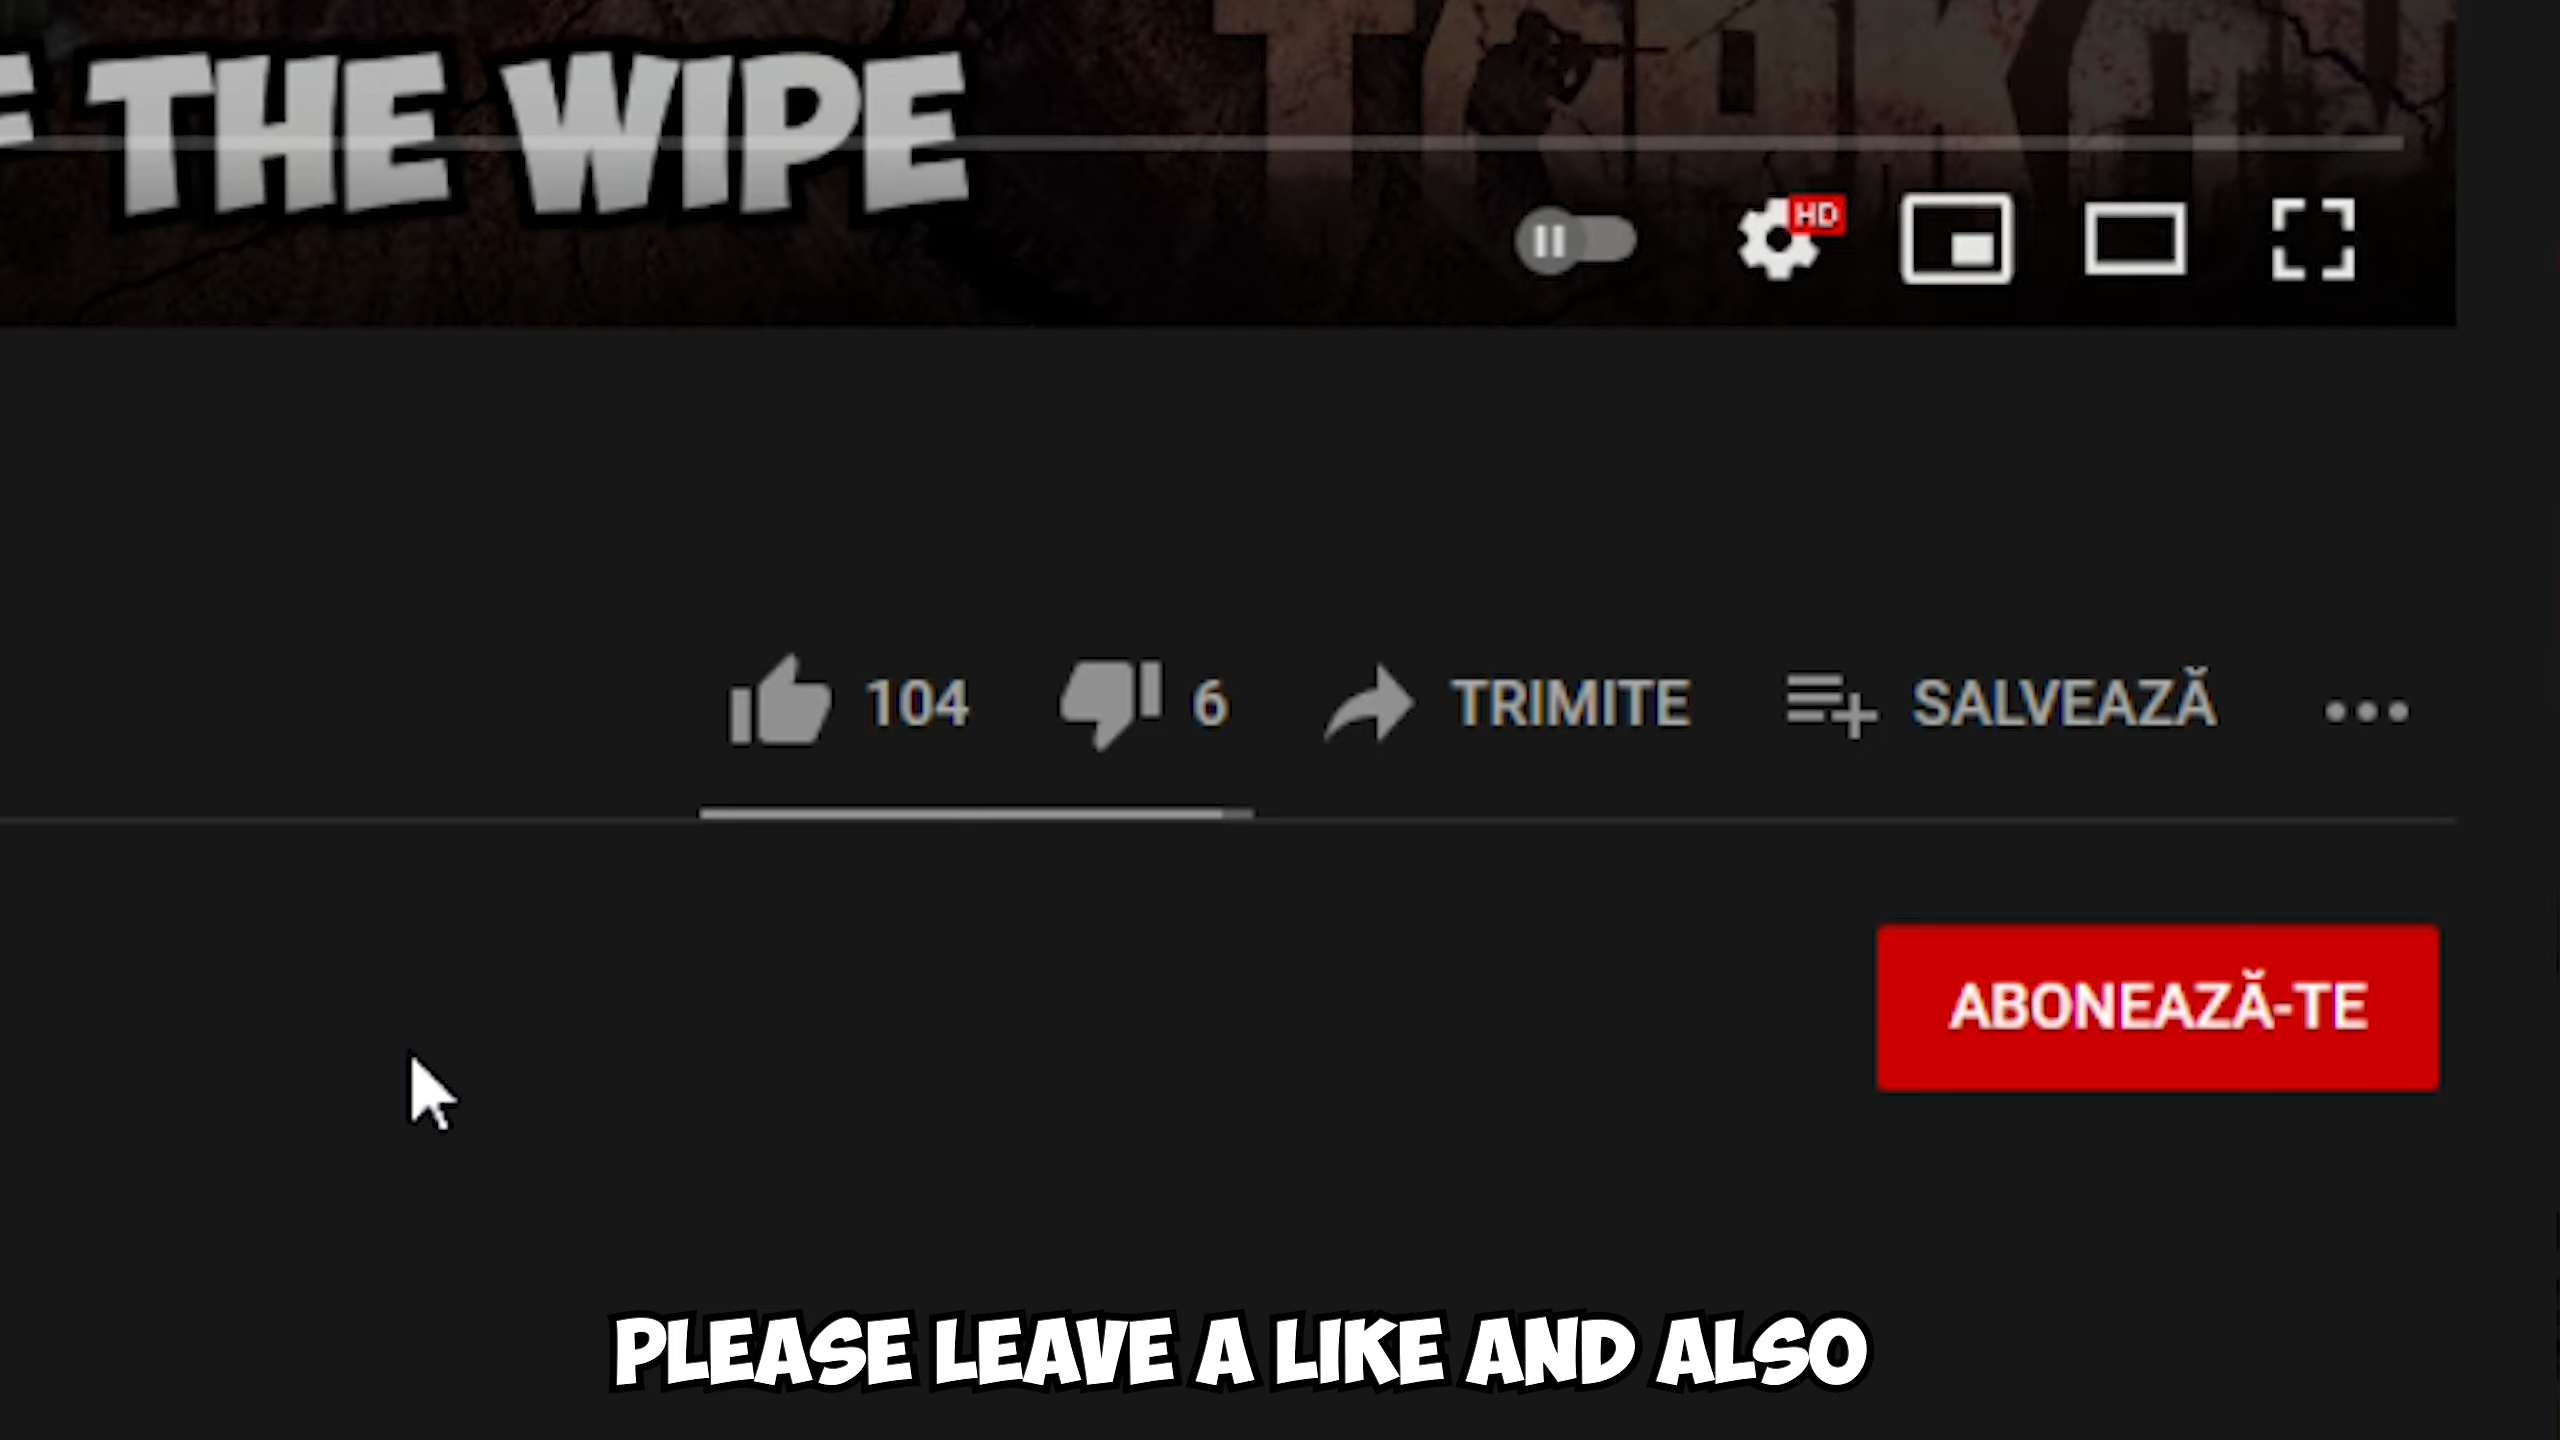 THE WIPE
HD
104 6 TRIMITE SALVEAZĂ
ABONEAZĂ-TE
PLEASE LEAVE A LIKE AND ALSO